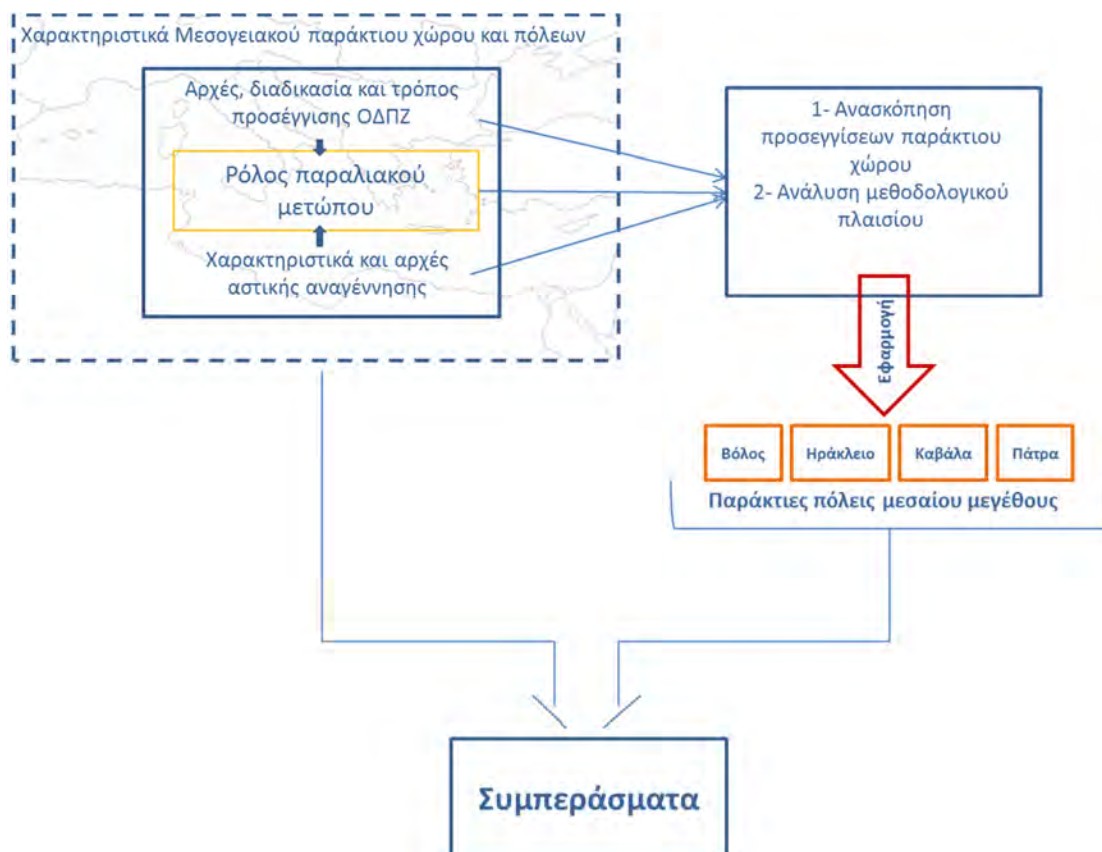 Χαρακτηριστικά Μεσογειακού παράκτιου χώρου και πόλεων
Αρχές, διαδικασία και τρόπος
προσέγγισης ΟΔΠΖ
Ρόλος παραλιακού
μετώπου
Χαρακτηριστικά και αρχές
αστικής αναγέννησης
1- Ανασκόπηση
προσεγγίσεων παράκτιου
χώρου
2- Ανάλυση μεθοδολογικού
πλαισίου
Εφαρμογή
Βόλος
Ηράκλειο
Καβάλα
Πάτρα
Παράκτιες πόλεις μεσαίου μεγέθους
Συμπεράσματα